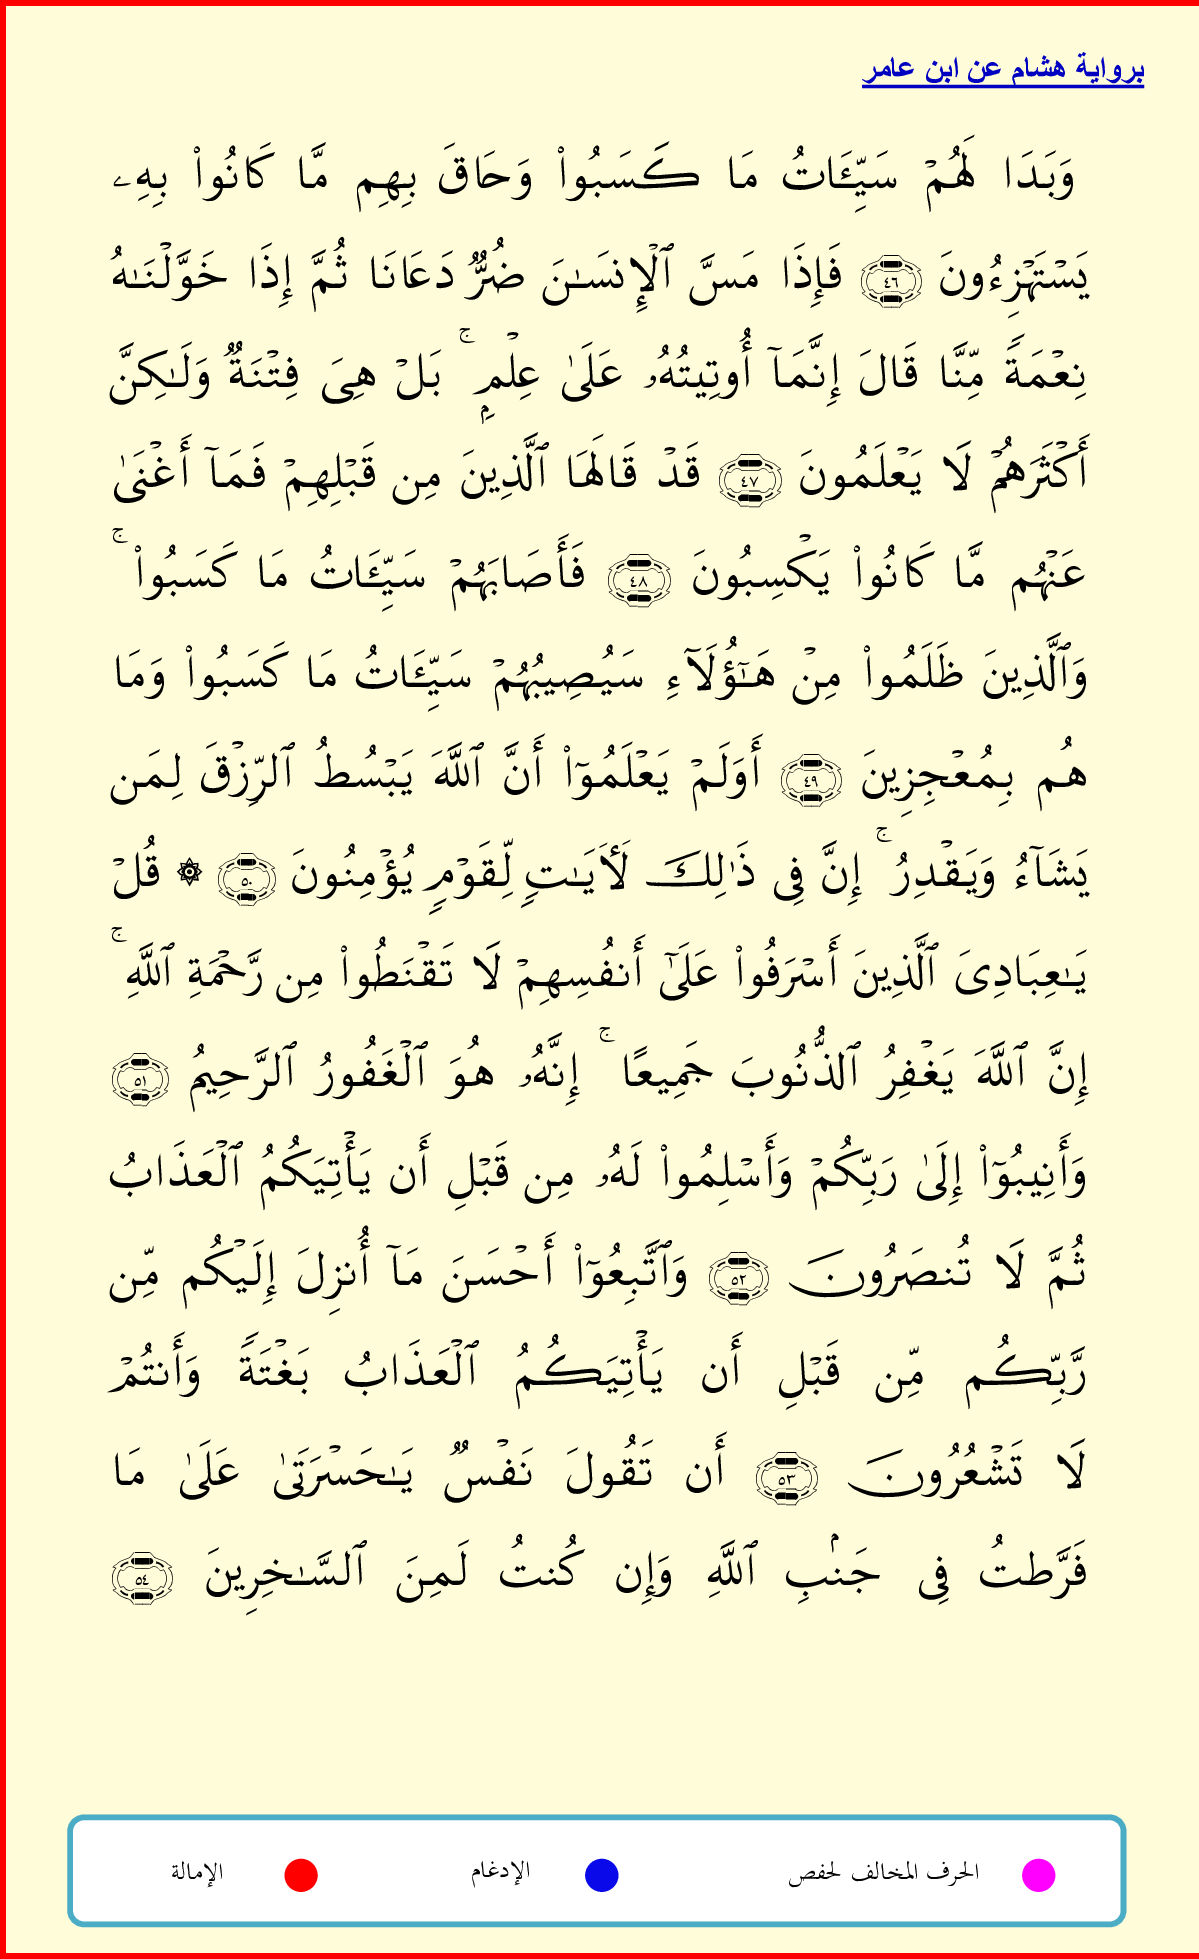 برواية هشام عن ابن عامر
وَبَدَا لَهُمْ سَيِّـَٔاتُ مَا كَسَبُوا۟ وَحَاقَ بِهِم مَّا كَانُوا۟ بِهِۦ
يَسْتَهْزِءُونَ ٤٦ فَإِذَا مَسَّ ٱلْإِنسَـٰنَ ضُرٌّ دَعَانَا ثُمَّ إِذَا خَوَّلْنَـٰهُ
نِعْمَةً مِّنَّا قَالَ إِنَّمَآ أُوتِيتُهُۥ عَلَىٰ عِلْمٍۭ ۚ بَلْ هِىَ فِتْنَةٌ وَلَـٰكِنَّ
أَكْثَرَهُمْ لَا يَعْلَمُونَ ٤٧ قَدْ قَالَهَا ٱلَّذِينَ مِن قَبْلِهِمْ فَمَآ أَغْنَىٰ
عَنْهُم مَّا كَانُوا۟ يَكْسِبُونَ ٤٨ فَأَصَابَهُمْ سَيِّـَٔاتُ مَا كَسَبُوا۟ ۚ
وَٱلَّذِينَ ظَلَمُوا۟ مِنْ هَـٰٓؤُلَآءِ سَيُصِيبُهُمْ سَيِّـَٔاتُ مَا كَسَبُوا۟ وَمَا
هُم بِمُعْجِزِينَ ٤٩ أَوَلَمْ يَعْلَمُوٓا۟ أَنَّ ٱللَّهَ يَبْسُطُ ٱلرِّزْقَ لِمَن
يَشَآءُ وَيَقْدِرُ ۚ إِنَّ فِى ذَٰلِكَ لَـَٔايَـٰتٍ لِّقَوْمٍ يُؤْمِنُونَ ٥٠ ۞ قُلْ
يَـٰعِبَادِىَ ٱلَّذِينَ أَسْرَفُوا۟ عَلَىٰٓ أَنفُسِهِمْ لَا تَقْنَطُوا۟ مِن رَّحْمَةِ ٱللَّهِ ۚ
إِنَّ ٱللَّهَ يَغْفِرُ ٱلذُّنُوبَ جَمِيعًا ۚ إِنَّهُۥ هُوَ ٱلْغَفُورُ ٱلرَّحِيمُ ٥١
وَأَنِيبُوٓا۟ إِلَىٰ رَبِّكُمْ وَأَسْلِمُوا۟ لَهُۥ مِن قَبْلِ أَن يَأْتِيَكُمُ ٱلْعَذَابُ
ثُمَّ لَا تُنصَرُونَ ٥٢ وَٱتَّبِعُوٓا۟ أَحْسَنَ مَآ أُنزِلَ إِلَيْكُم مِّن
رَّبِّكُم مِّن قَبْلِ أَن يَأْتِيَكُمُ ٱلْعَذَابُ بَغْتَةً وَأَنتُمْ
لَا تَشْعُرُونَ ٥٣ أَن تَقُولَ نَفْسٌ يَـٰحَسْرَتَىٰ عَلَىٰ مَا
فَرَّطتُ فِى جَنۢبِ ٱللَّهِ وَإِن كُنتُ لَمِنَ ٱلسَّـٰخِرِينَ ٥٤
الحرف المخالف لحفص الإدغام الإمالة